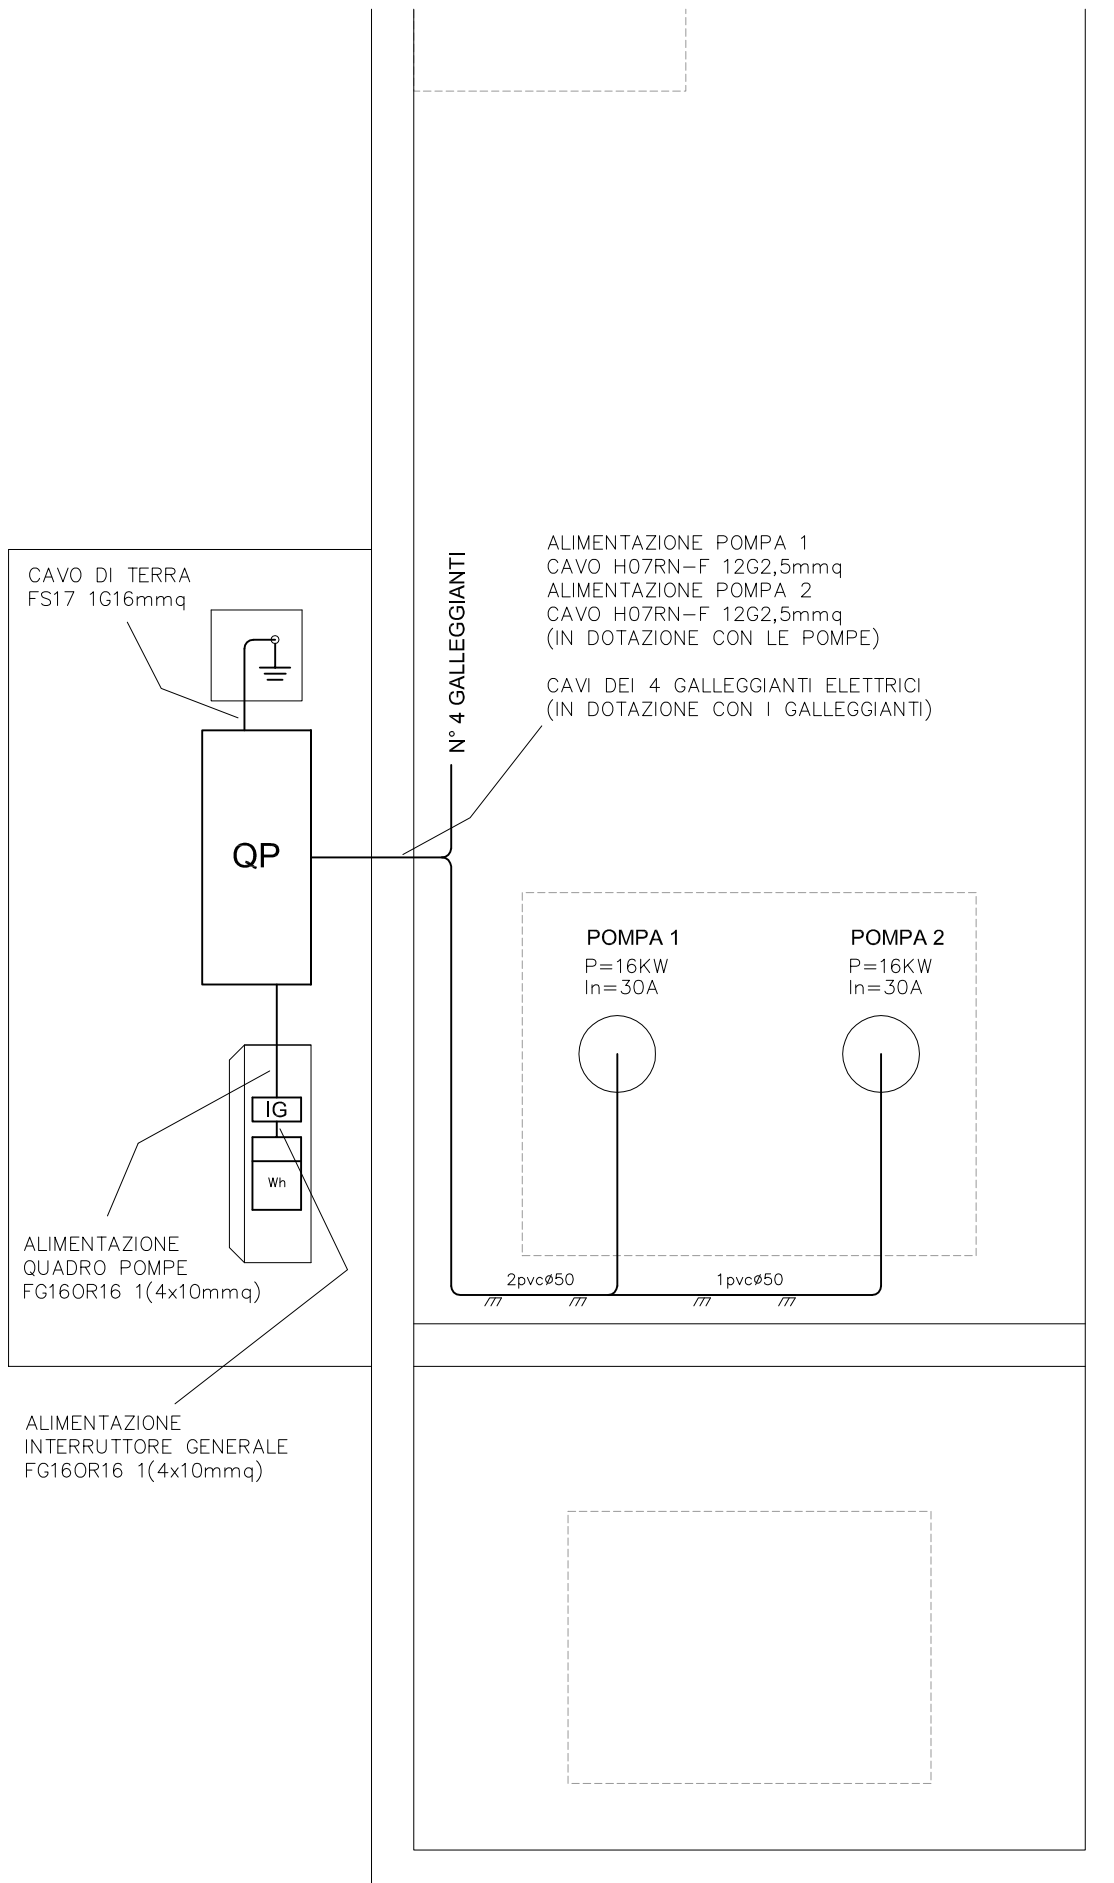 ALIMENTAZIONE POMPA 1
CAVO H07RN-F 12G2,5mmq
ALIMENTAZIONE POMPA 2
CAVO H07RN-F 12G2,5mmq
(IN DOTAZIONE CON LE POMPE)
CAVO DI TERRA
FS17 1G16mmq
N° 4 GALLEGGIANTI
CAVI DEI 4 GALLEGGIANTI ELETTRICI
(IN DOTAZIONE CON I GALLEGGIANTI)
QP
POMPA 1
P=16KW
In=30A
POMPA 2
P=16KW
In=30A
IG
Wh
ALIMENTAZIONE
QUADRO POMPE
FG16OR16 1(4x10mmq)
2pvcø50
1pvcø50
ALIMENTAZIONE
INTERRUTTORE GENERALE
FG16OR16 1(4x10mmq)